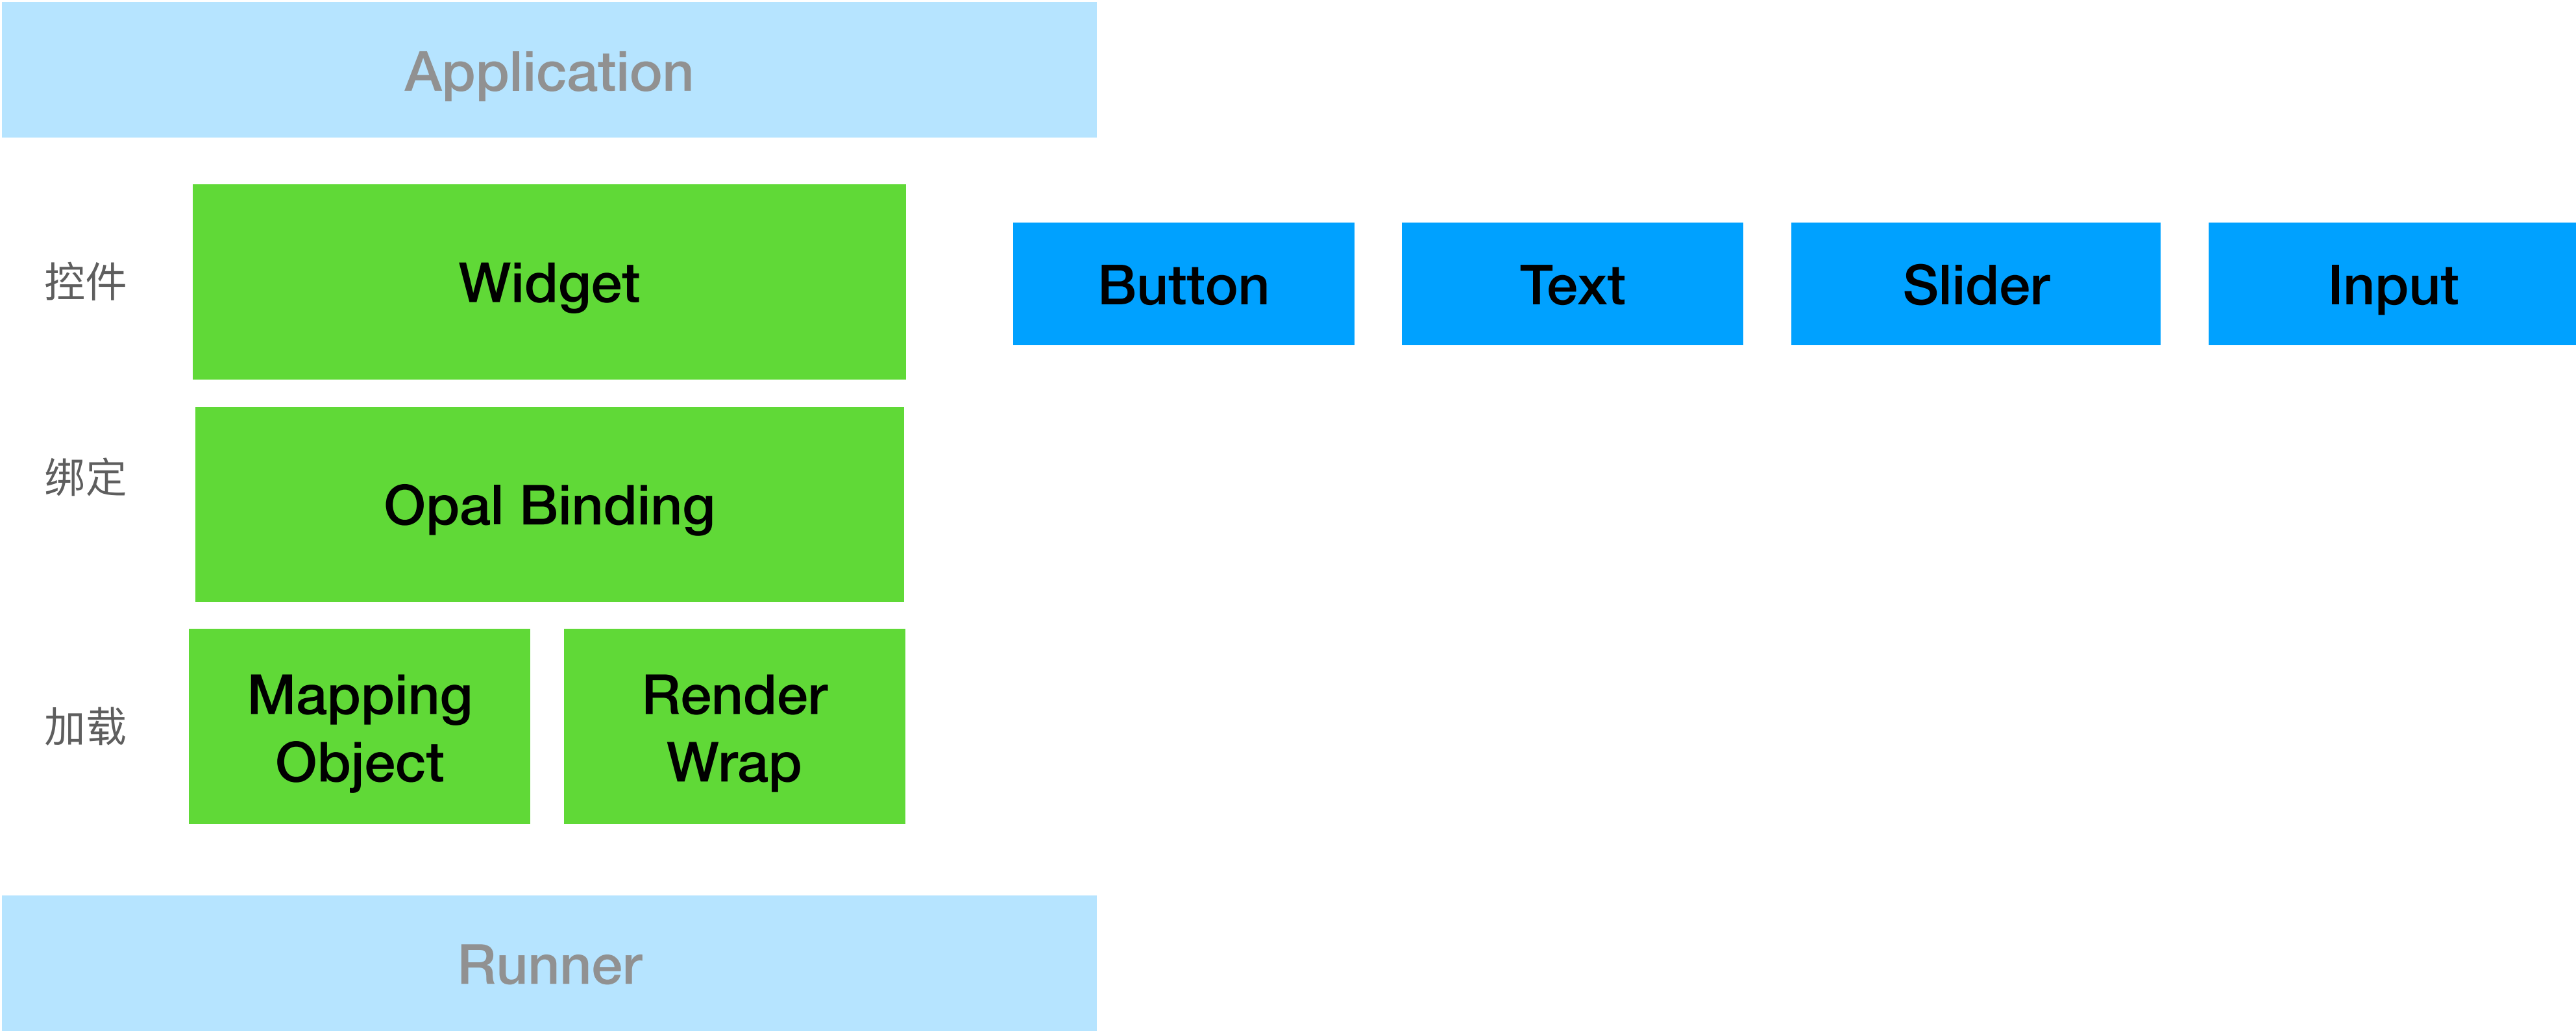 Application
控件
Widget
Button
Text
Slider
Input
绑定
Opal Binding
加载
Mapping
Object
Render
Wrap
Runner